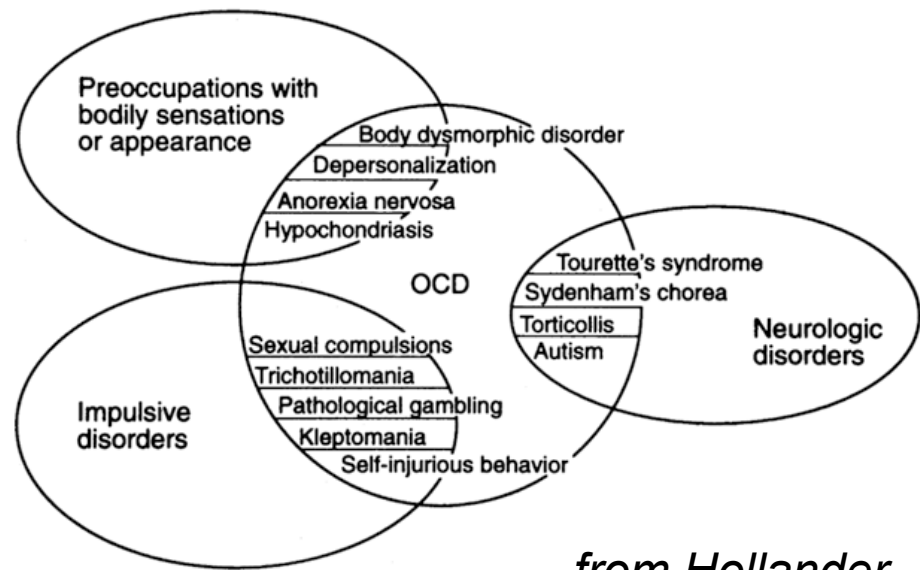 Preoccupations with
bodily sensations
or appearance
Body dysmorphic disorder
Depersonalization
Anorexia nervosa
Hypochondriasis
OCD
Tourette's syndrome
Sydenham's chorea
Torticollis
Autism
Neurologic
disorders
Sexual compulsions
Trichotillomania
Pathological gambling
Kleptomania
Self-injurious behavior
Impulsive
disorders
from Hollander